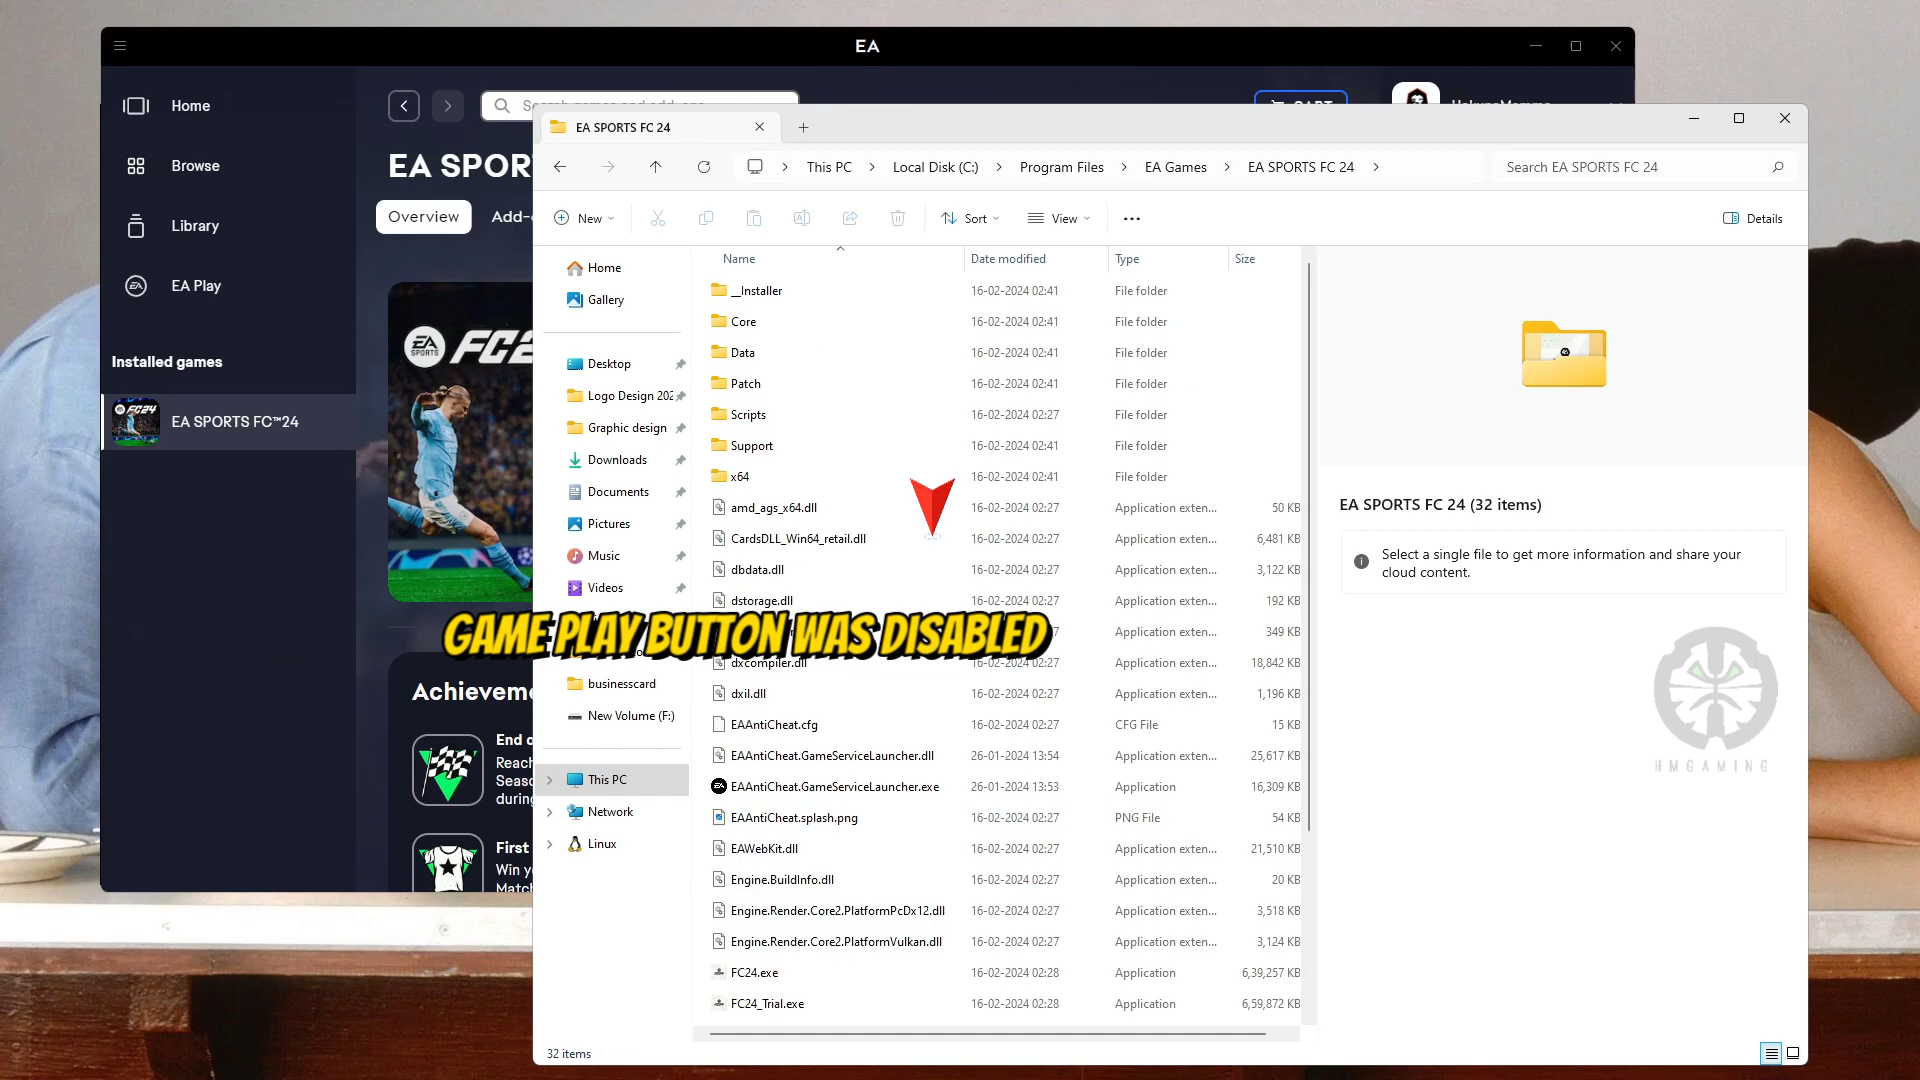 EA
Home
Browse
Library
EA Play
Installed games
EA SPORTS FC™24
EA SPOR
Overview
Add-
EA SPORTS
FC2
Achieveme
End o
Reach
Seaso
during
First
Win yo
Match
EA SPORTS FC 24
This PC > Local Disk (C:) > Program Files > EA Games > EA SPORTS FC 24 >
Search EA SPORTS FC 24
New
Sort
View
Details
Home
Gallery
Desktop
Logo Design 202
Graphic design
Downloads
Documents
Pictures
Music
Videos
businesscard
New Volume (F:)
This PC
Network
Linux
Name Date modified Type Size
__Installer 16-02-2024 02:41 File folder
Core 16-02-2024 02:41 File folder
Data 16-02-2024 02:41 File folder
Patch 16-02-2024 02:41 File folder
Scripts 16-02-2024 02:27 File folder
Support 16-02-2024 02:41 File folder
x64 16-02-2024 02:41 File folder
amd_ags_x64.dll 16-02-2024 02:27 Application exten... 50 KB
CardsDLL_Win64_retail.dll 16-02-2024 02:27 Application exten... 6,481 KB
dbdata.dll 16-02-2024 02:27 Application exten... 3,122 KB
dstorage.dll 16-02-2024 02:27 Application exten... 192 KB
GAME PLAY BUTTON WAS DISABLED
Application exten... 349 KB
dxcompiler.dll 16-02-2024 02:27 Application exten... 18,842 KB
dxil.dll 16-02-2024 02:27 Application exten... 1,196 KB
EAAntiCheat.cfg 16-02-2024 02:27 CFG File 15 KB
EAAntiCheat.GameServiceLauncher.dll 26-01-2024 13:54 Application exten... 25,617 KB
EAAntiCheat.GameServiceLauncher.exe 26-01-2024 13:53 Application 16,309 KB
EAAntiCheat.splash.png 16-02-2024 02:27 PNG File 54 KB
EAWebKit.dll 16-02-2024 02:27 Application exten... 21,510 KB
Engine.BuildInfo.dll 16-02-2024 02:27 Application exten... 20 KB
Engine.Render.Core2.PlatformPcDx12.dll 16-02-2024 02:27 Application exten... 3,518 KB
Engine.Render.Core2.PlatformVulkan.dll 16-02-2024 02:27 Application exten... 3,124 KB
FC24.exe 16-02-2024 02:28 Application 6,39,257 KB
FC24_Trial.exe 16-02-2024 02:28 Application 6,59,872 KB
32 items
EA SPORTS FC 24 (32 items)
Select a single file to get more information and share your
cloud content.
HMGAMING